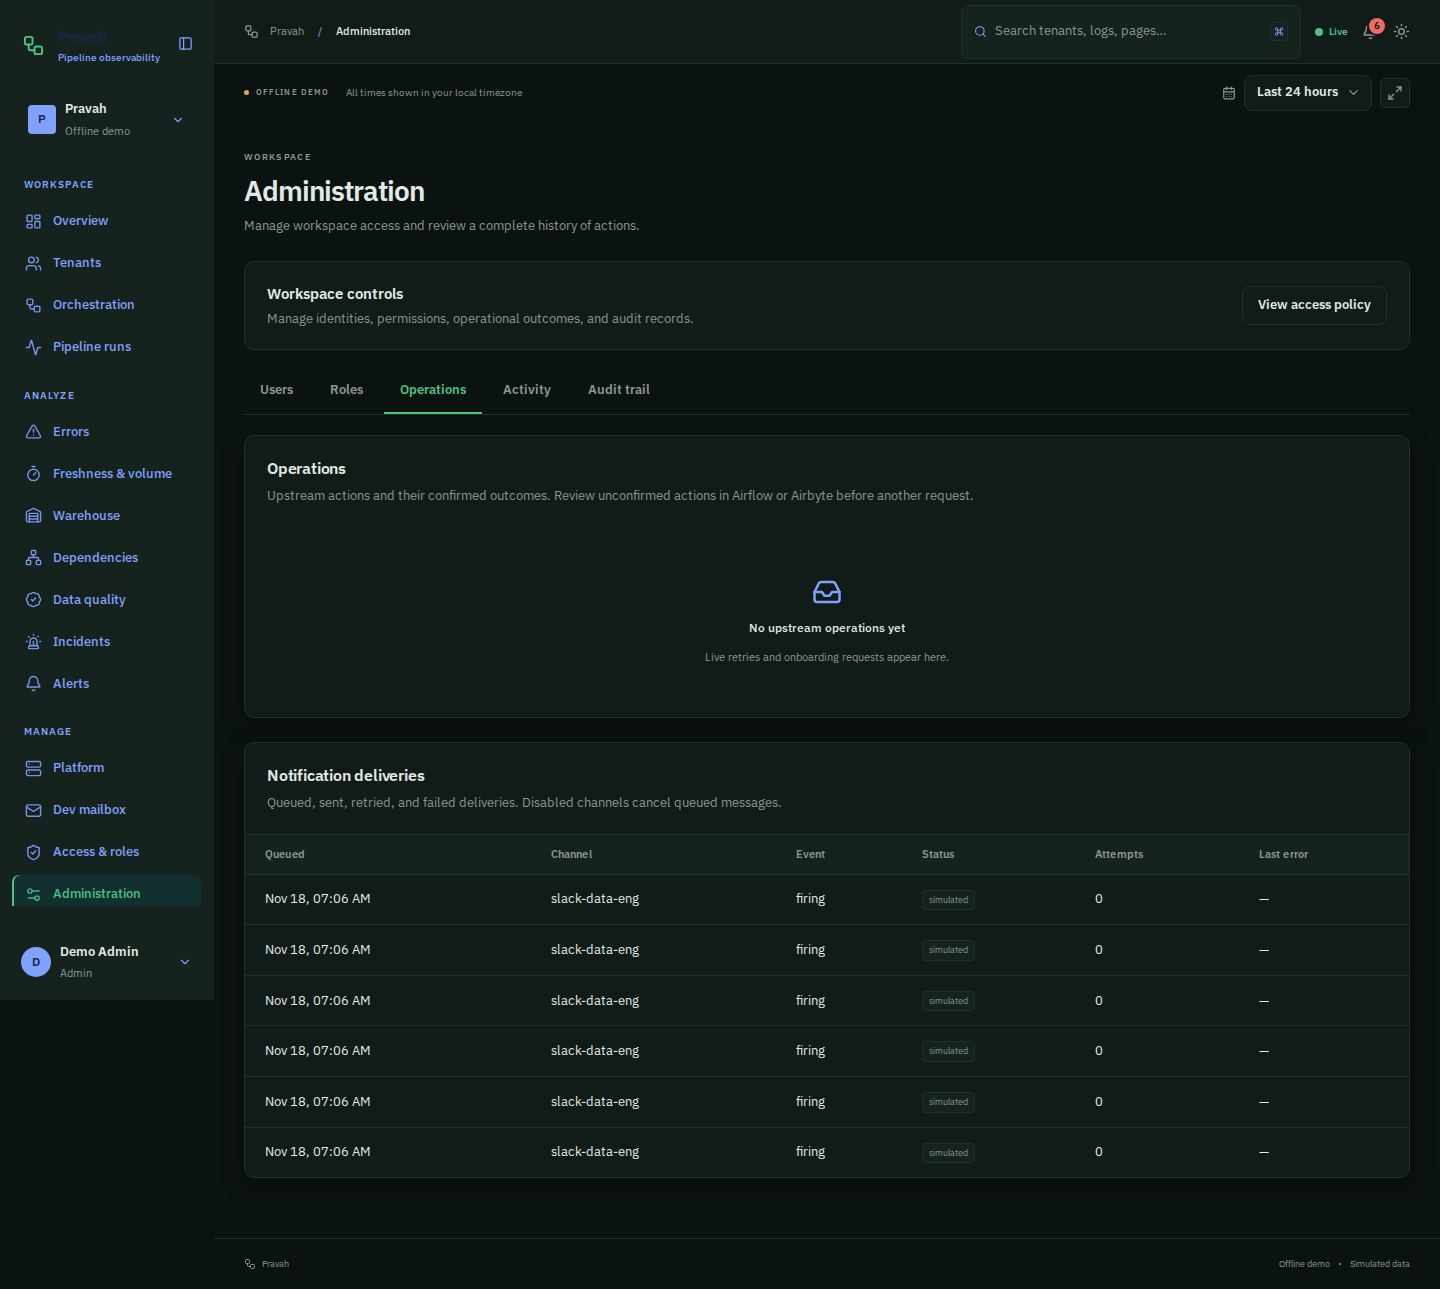 Pravah
Pipeline observability
P
Pravah
Offline demo
WORKSPACE
Overview
Tenants
Orchestration
Pipeline runs
ANALYZE
Errors
Freshness & volume
Warehouse
Dependencies
Data quality
Incidents
Alerts
MANAGE
Platform
Dev mailbox
Access & roles
Administration
D
Demo Admin
Admin
Pravah / Administration
Search tenants, logs, pages... ⌘
Live
6
OFFLINE DEMO All times shown in your local timezone
Last 24 hours
WORKSPACE
Administration
Manage workspace access and review a complete history of actions.
Workspace controls
Manage identities, permissions, operational outcomes, and audit records.
View access policy
Users Roles Operations Activity Audit trail
Operations
Upstream actions and their confirmed outcomes. Review unconfirmed actions in Airflow or Airbyte before another request.
No upstream operations yet
Live retries and onboarding requests appear here.
Notification deliveries
Queued, sent, retried, and failed deliveries. Disabled channels cancel queued messages.
Queued Channel Event Status Attempts Last error
Nov 18, 07:06 AM slack-data-eng firing simulated 0 —
Nov 18, 07:06 AM slack-data-eng firing simulated 0 —
Nov 18, 07:06 AM slack-data-eng firing simulated 0 —
Nov 18, 07:06 AM slack-data-eng firing simulated 0 —
Nov 18, 07:06 AM slack-data-eng firing simulated 0 —
Nov 18, 07:06 AM slack-data-eng firing simulated 0 —
Pravah
Offline demo • Simulated data